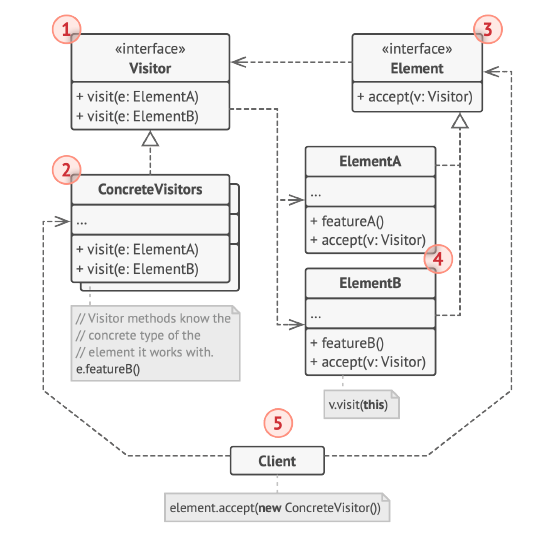 1
«interface»
Visitor
+ visit(e: ElementA)
+ visit(e: ElementB)
3
«interface»
Element
+ accept(v: Visitor)
2
ConcreteVisitors
...
+ visit(e: ElementA)
+ visit(e: ElementB)
// Visitor methods know the
// concrete type of the
// element it works with.
e.featureB()
ElementA
...
+ featureA()
+ accept(v: Visitor)
4
ElementB
...
+ featureB()
+ accept(v: Visitor)
v.visit(this)
5
Client
element.accept(new ConcreteVisitor())